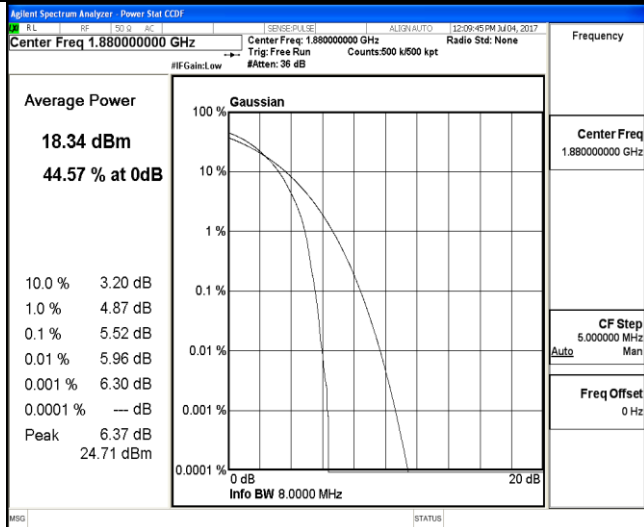 Agilent Spectrum Analyzer - Power Stat CCDF
RL RF 50 Ω AC SENSE:PULSE ALIGN AUTO 12:09:45 PM Jul 04, 2017
Center Freq 1.880000000 GHz
Center Freq: 1.880000000 GHz Radio Std: None
Trig: Free Run Counts:500 k/500 kpt
#IFGain:Low #Atten: 36 dB
Frequency
Average Power
18.34 dBm
44.57 % at 0dB
10.0 % 3.20 dB
1.0 % 4.87 dB
0.1 % 5.52 dB
0.01 % 5.96 dB
0.001 % 6.30 dB
0.0001 % --- dB
Peak 6.37 dB
24.71 dBm
Gaussian
100 %
10 %
1 %
0.1 %
0.01 %
0.001 %
0.0001 %
0 dB 20 dB
Info BW 8.0000 MHz
Center Freq
1.880000000 GHz
CF Step
5.000000 MHz
Auto Man
Freq Offset
0 Hz
MSG STATUS